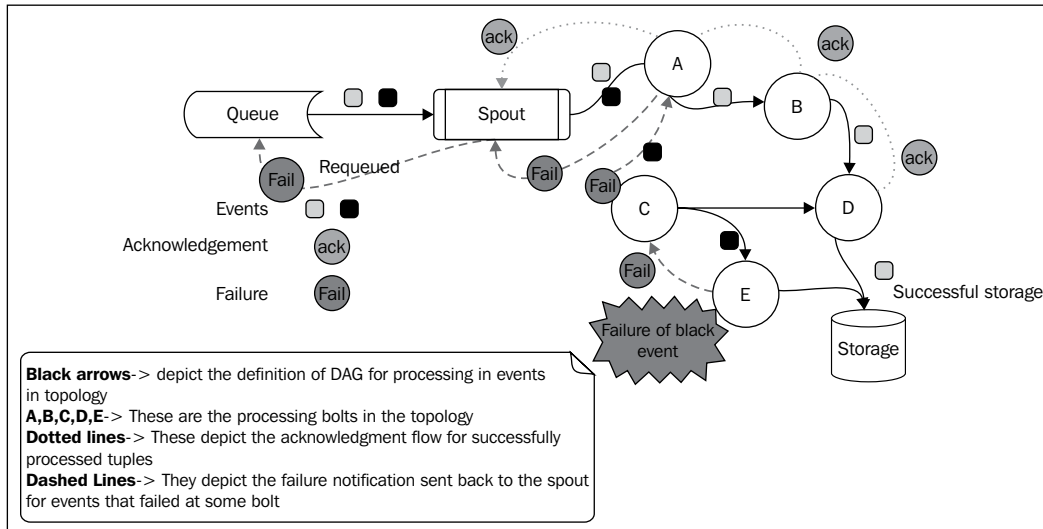 ack
ack
A
B
Queue
Spout
Requeued
Fail
Fail
Fail
ack
C
D
Events
Acknowledgement
ack
Fail
Failure
Fail
E
Successful storage
Failure of black
event
Storage
Black arrows-> depict the definition of DAG for processing in events
in topology
A,B,C,D,E-> These are the processing bolts in the topology
Dotted lines-> These depict the acknowledgment flow for successfully
processed tuples
Dashed Lines-> They depict the failure notification sent back to the spout
for events that failed at some bolt